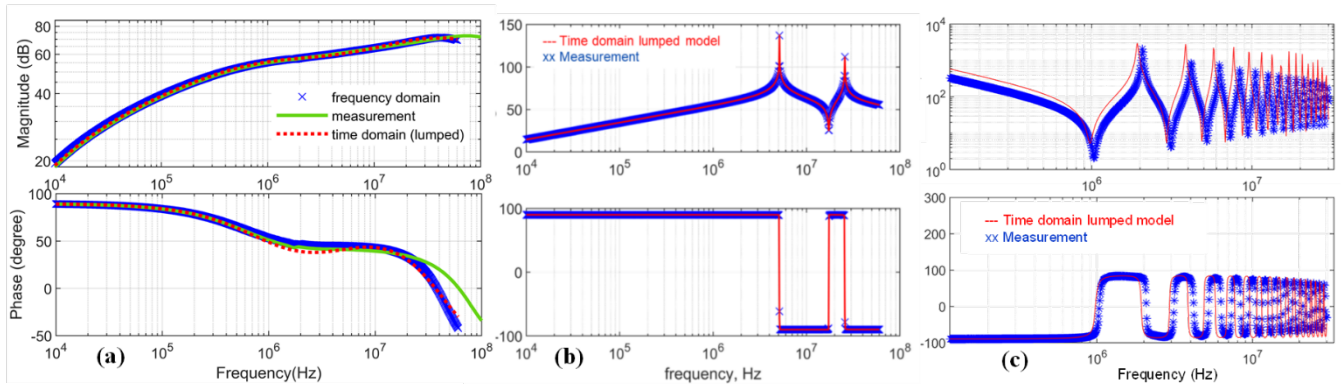 80
60
40
20
Magnitude (dB)
frequency domain
measurement
time domain (lumped)
10^4 10^5 10^6 10^7 10^8
100
50
0
-50
Phase (degree)
(a)
10^4 10^5 10^6 10^7 10^8
Frequency(Hz)
150
100
50
0
--- Time domain lumped model
xx Measurement
10^4 10^5 10^6 10^7 10^8
100
0
-100
(b)
10^4 10^5 10^6 10^7 10^8
frequency, Hz
10^4
10^2
10^0
10^6 10^7
300
200
100
0
-100
--- Time domain lumped model
xx Measurement
(c)
10^6 10^7
Frequency (Hz)